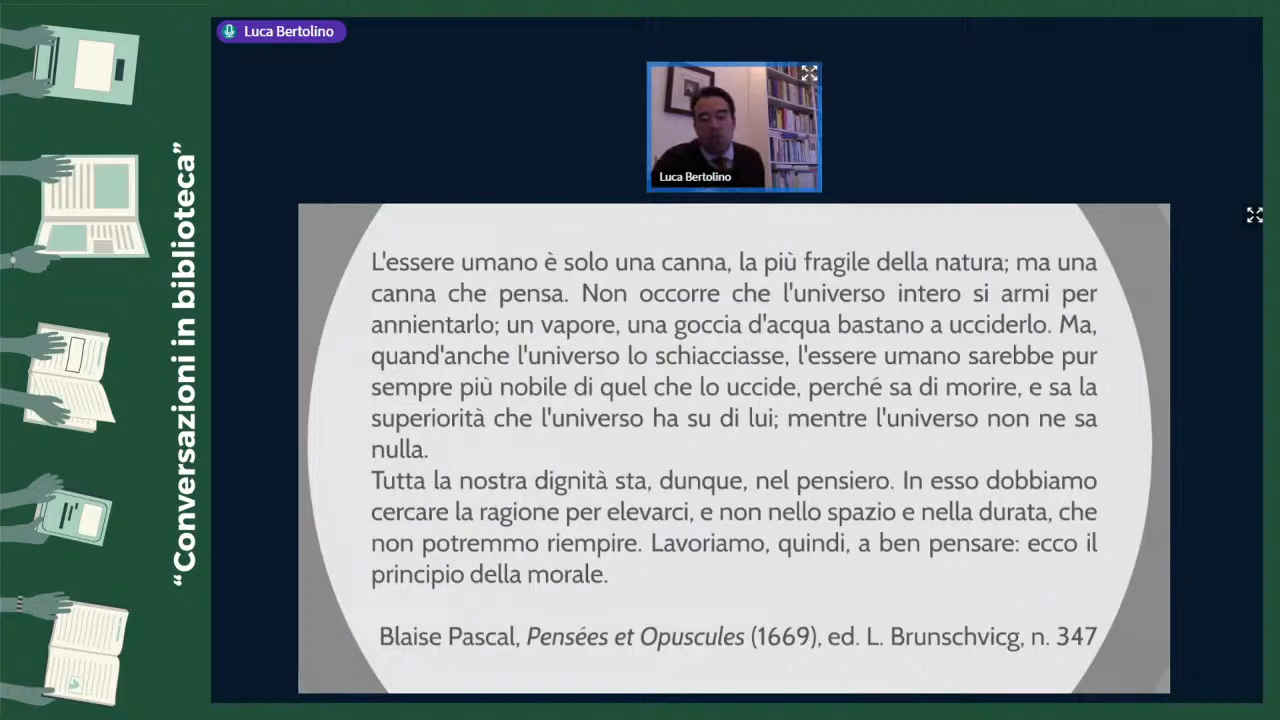 Luca Bertolino
Luca Bertolino
“Conversazioni in biblioteca”
L'essere umano è solo una canna, la più fragile della natura; ma una
canna che pensa. Non occorre che l'universo intero si armi per
annientarlo; un vapore, una goccia d'acqua bastano a ucciderlo. Ma,
quand'anche l'universo lo schiacciasse, l'essere umano sarebbe pur
sempre più nobile di quel che lo uccide, perché sa di morire, e sa la
superiorità che l'universo ha su di lui; mentre l'universo non ne sa
nulla.
Tutta la nostra dignità sta, dunque, nel pensiero. In esso dobbiamo
cercare la ragione per elevarci, e non nello spazio e nella durata, che
non potremmo riempire. Lavoriamo, quindi, a ben pensare: ecco il
principio della morale.
Blaise Pascal, Pensées et Opuscules (1669), ed. L. Brunschvicg, n. 347